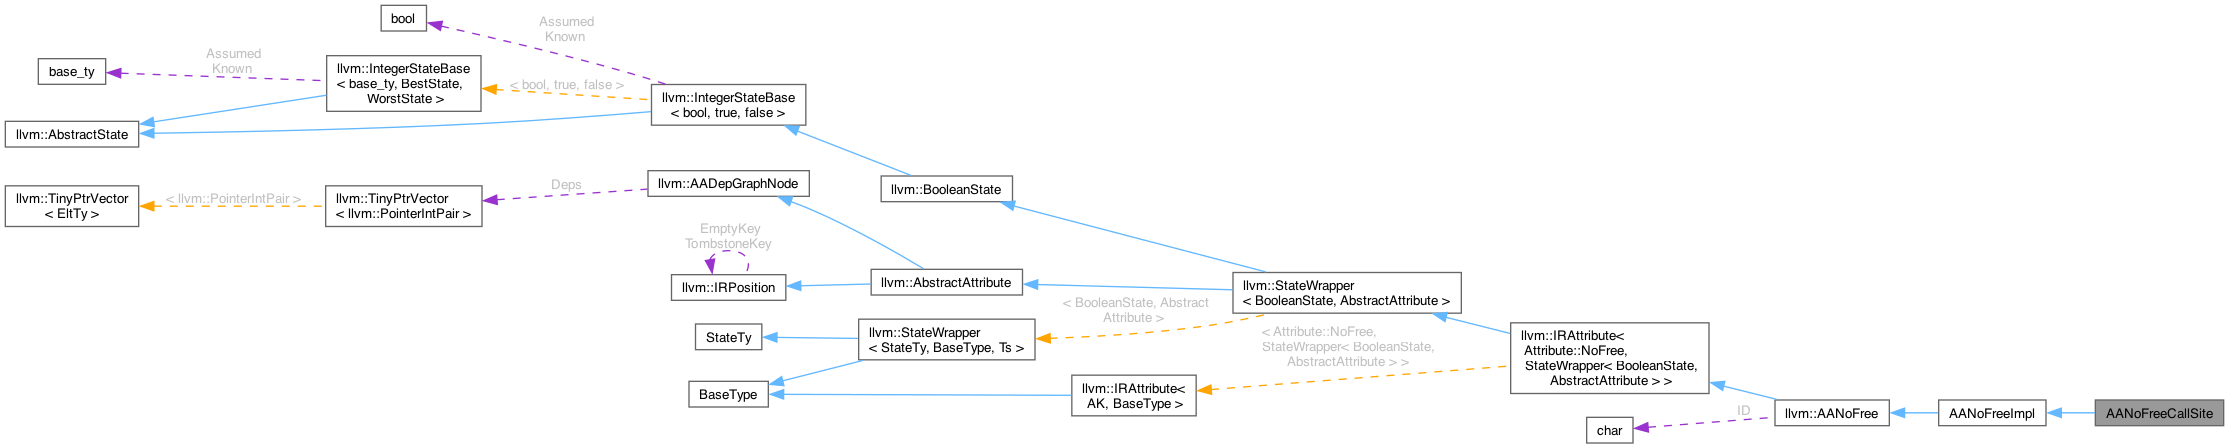 bool
Assumed
Known
base_ty
Assumed
Known
llvm::IntegerStateBase
< base_ty, BestState,
WorstState >
< bool, true, false >
llvm::IntegerStateBase
< bool, true, false >
llvm::AbstractState
llvm::BooleanState
llvm::TinyPtrVector
< EltTy >
< llvm::PointerIntPair >
llvm::TinyPtrVector
< llvm::PointerIntPair >
Deps
llvm::AADepGraphNode
EmptyKey
TombstoneKey
llvm::IRPosition
llvm::AbstractAttribute
llvm::StateWrapper
< BooleanState, AbstractAttribute >
< BooleanState, Abstract
Attribute >
StateTy
llvm::StateWrapper
< StateTy, BaseType, Ts >
< Attribute::NoFree,
StateWrapper< BooleanState,
AbstractAttribute > >
llvm::IRAttribute<
Attribute::NoFree,
StateWrapper< BooleanState,
AbstractAttribute > >
BaseType
llvm::IRAttribute<
AK, BaseType >
char
ID
llvm::AANoFree
AANoFreeImpl
AANoFreeCallSite